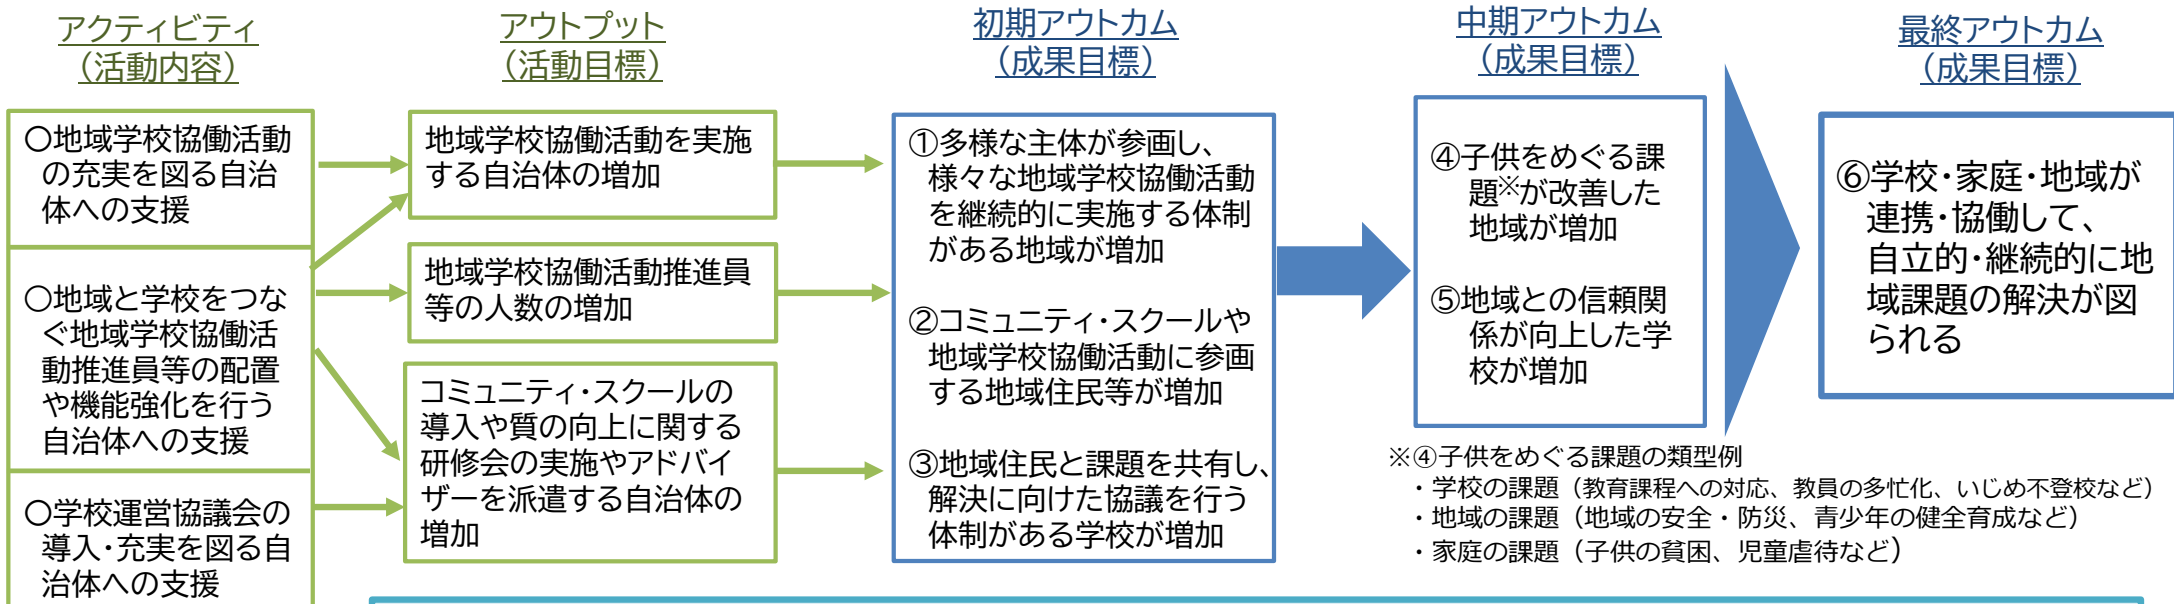 アクティビティ
（活動内容）
〇地域学校協働活動
の充実を図る自治
体への支援
〇地域と学校をつな
ぐ地域学校協働活
動推進員等の配置
や機能強化を行う
自治体への支援
〇学校運営協議会の
導入・充実を図る自
治体への支援
アウトプット
（活動目標）
地域学校協働活動を実施
する自治体の増加
地域学校協働活動推進員
等の人数の増加
コミュニティ・スクールの
導入や質の向上に関する
研修会の実施やアドバイ
ザーを派遣する自治体の
増加
初期アウトカム
（成果目標）
①多様な主体が参画し、
様々な地域学校協働活動
を継続的に実施する体制
がある地域が増加
②コミュニティ・スクールや
地域学校協働活動に参画
する地域住民等が増加
③地域住民と課題を共有し、
解決に向けた協議を行う
体制がある学校が増加
中期アウトカム
（成果目標）
④子供をめぐる課
題※が改善した
地域が増加
⑤地域との信頼関
係が向上した学
校が増加
最終アウトカム
（成果目標）
⑥学校・家庭・地域が
連携・協働して、
自立的・継続的に地
域課題の解決が図
られる
※④子供をめぐる課題の類型例
・学校の課題（教育課程への対応、教員の多忙化、いじめ不登校など）
・地域の課題（地域の安全・防災、青少年の健全育成など）
・家庭の課題（子供の貧困、児童虐待など）